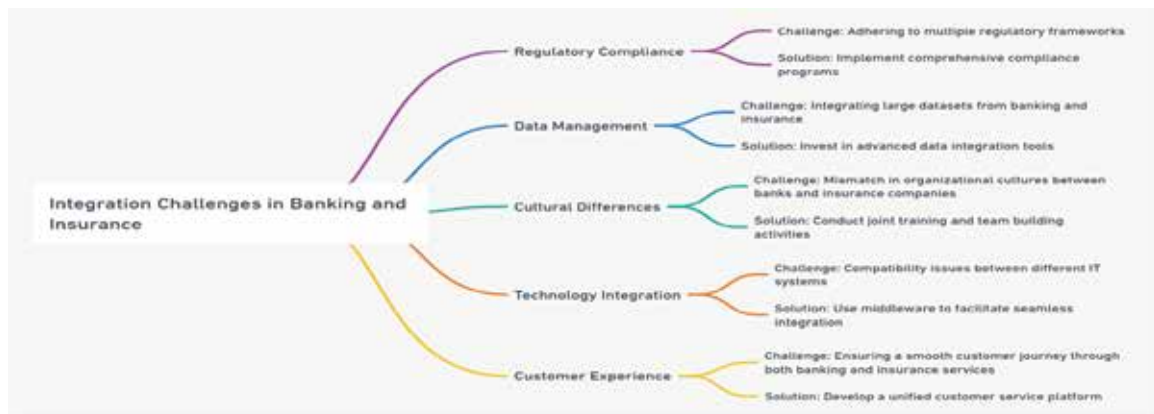 Integration Challenges in Banking and
Insurance
Regulatory Compliance
Challenge: Adhering to multiple regulatory frameworks
Solution: Implement comprehensive compliance
programs
Data Management
Challenge: Integrating large datasets from banking and
insurance
Solution: Invest in advanced data integration tools
Cultural Differences
Challenge: Mismatch in organizational cultures between
banks and insurance companies
Solution: Conduct joint training and team building
activities
Technology Integration
Challenge: Compatibility issues between different IT
systems
Solution: Use middleware to facilitate seamless
integration
Customer Experience
Challenge: Ensuring a smooth customer journey through
both banking and insurance services
Solution: Develop a unified customer service platform